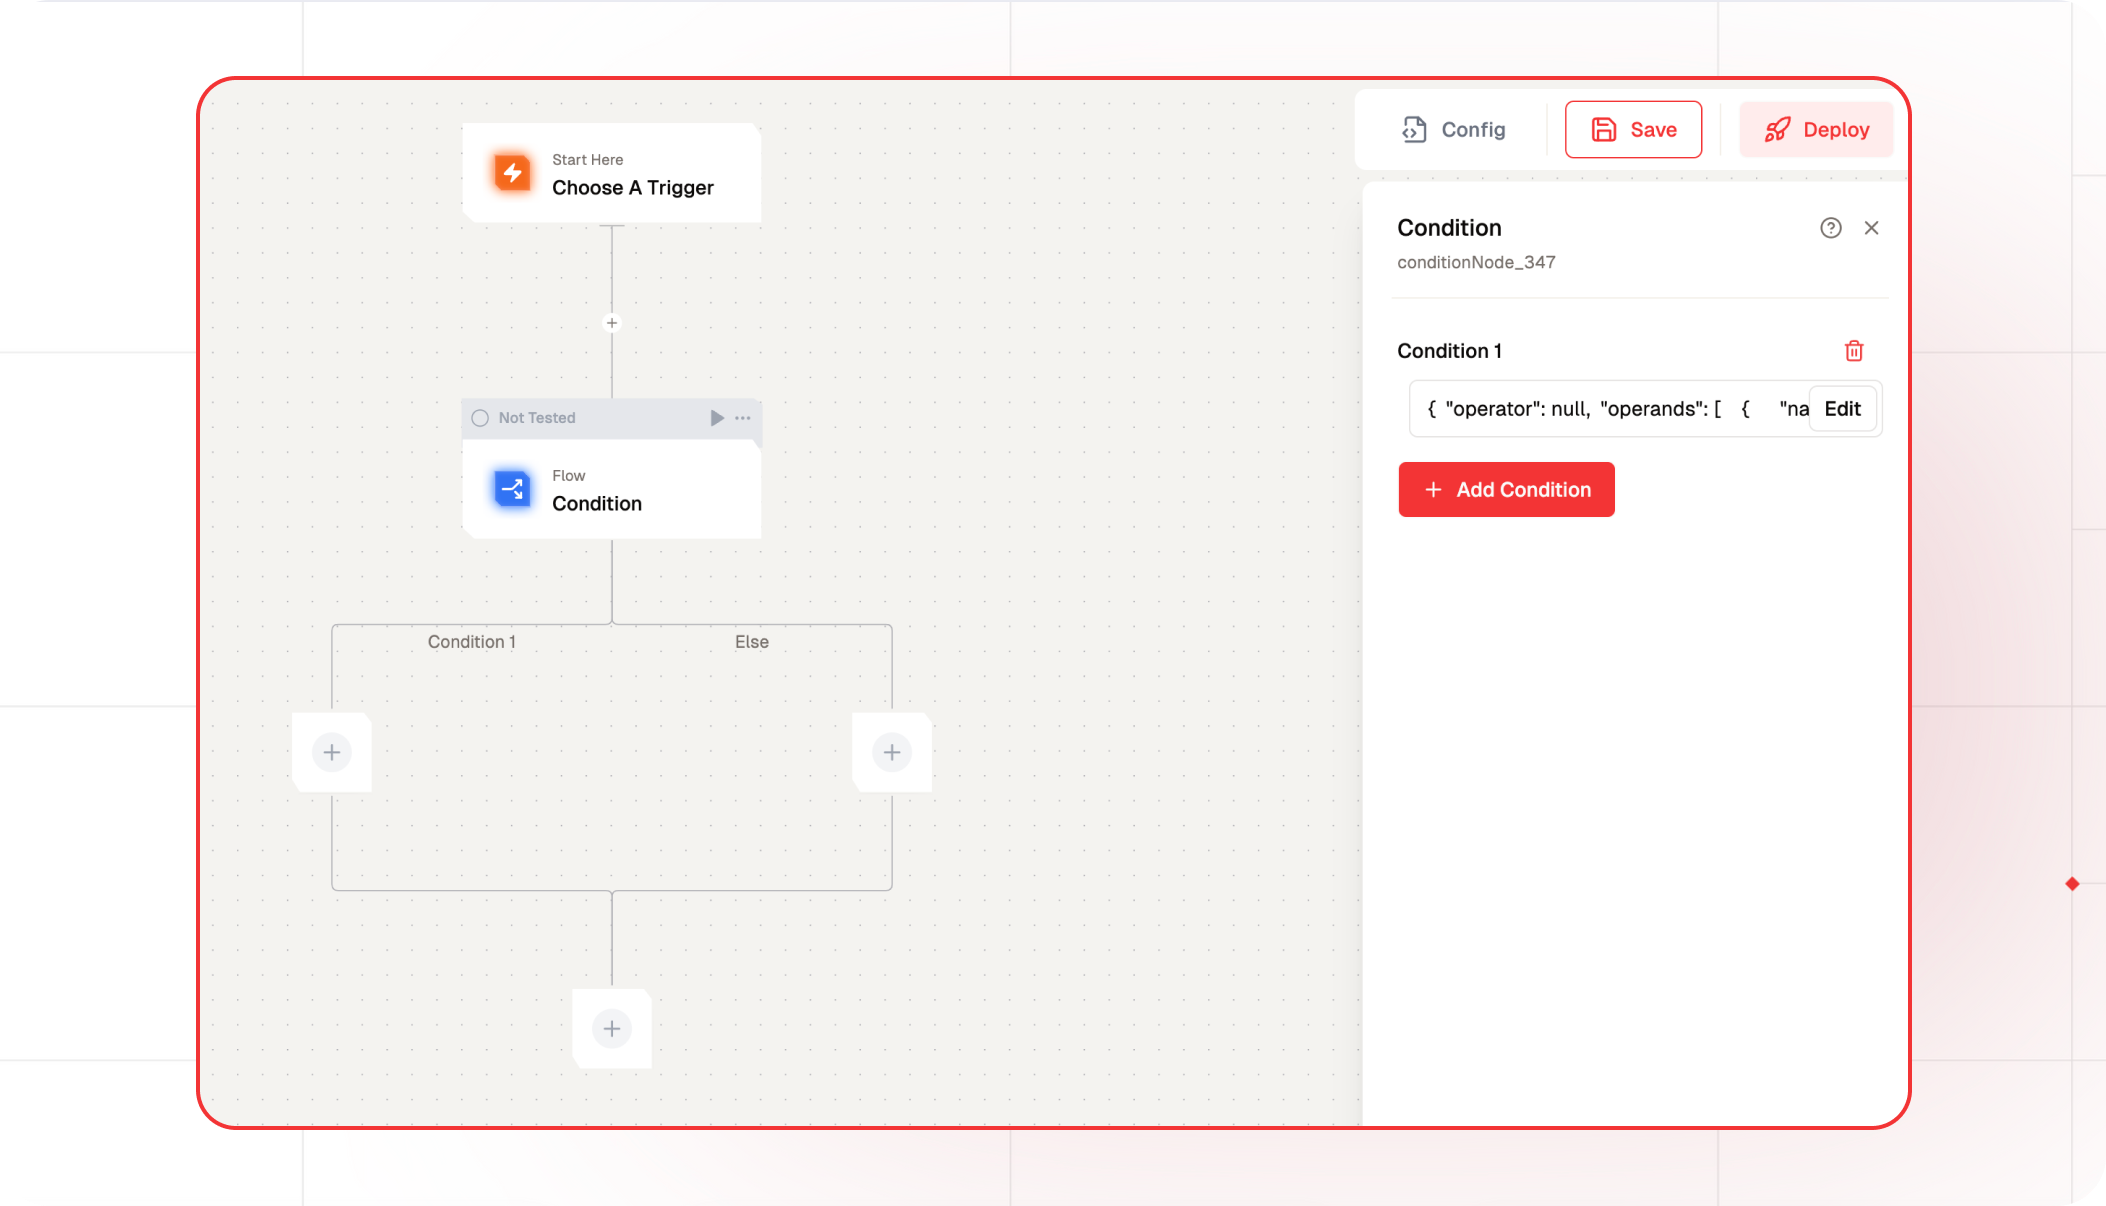 Start Here
Choose A Trigger
Not Tested
Flow
Condition
Condition 1
Else
Config
Save
Deploy
Condition
conditionNode_347
Condition 1
{ "operator": null, "operands": [ { "na
Edit
Add Condition